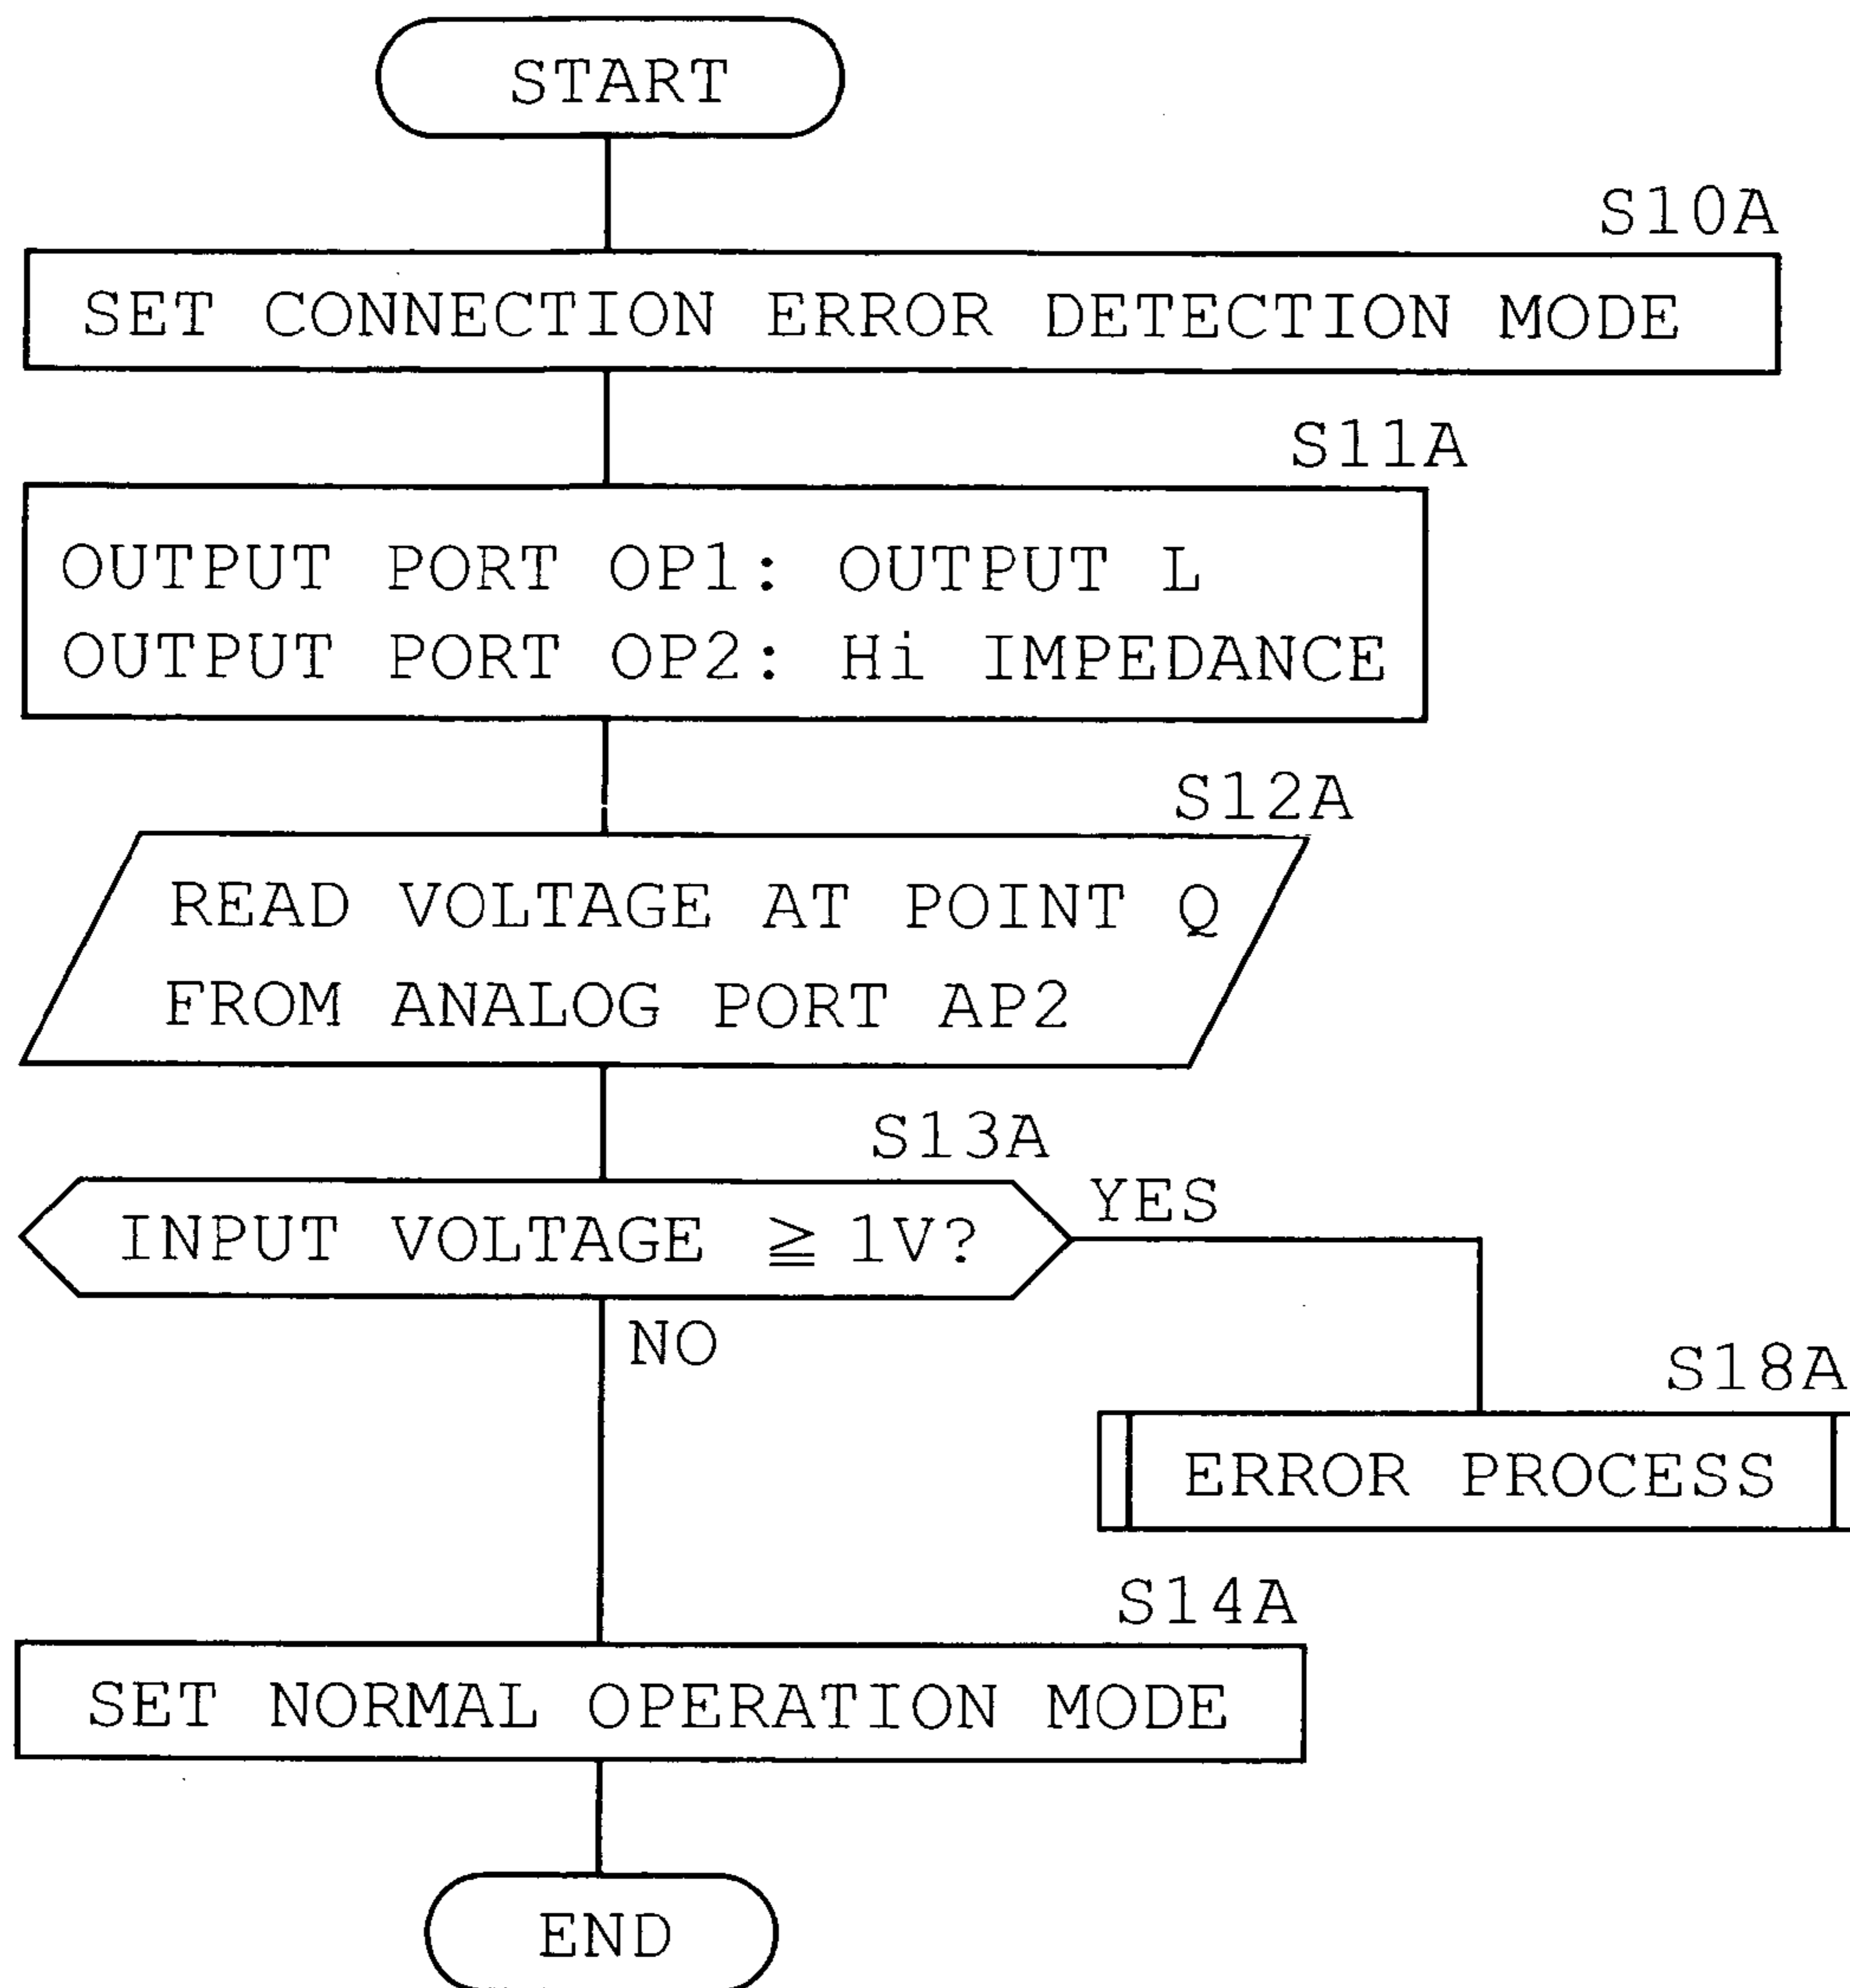 START
S10A
SET CONNECTION ERROR DETECTION MODE
S11A
OUTPUT PORT OP1: OUTPUT L
OUTPUT PORT OP2: Hi IMPEDANCE
S12A
READ VOLTAGE AT POINT Q
FROM ANALOG PORT AP2
S13A
INPUT VOLTAGE ≧ 1V?
YES
NO
S18A
ERROR PROCESS
S14A
SET NORMAL OPERATION MODE
END